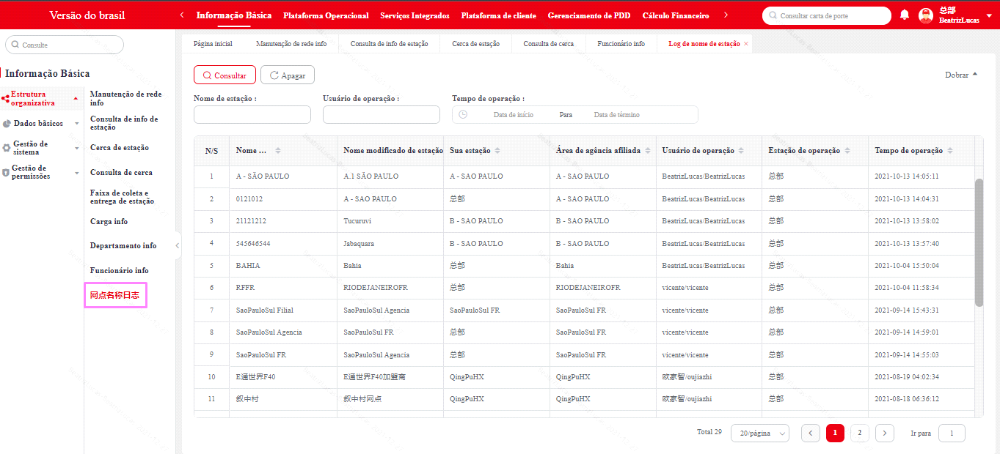 Versão do brasil
Informação Básica Plataforma Operacional Serviços Integrados Plataforma de cliente Gerenciamento de PDD Cálculo Financeiro
Consultar carta de porte
总部
BeatrizLucas
Consulte
Informação Básica
Estrutura
organizativa
Dados básicos
Gestão de
sistema
Gestão de
permissões
Manutenção de rede
info
Consulta de info de
estação
Cerca de estação
Consulta de cerca
Faixa de coleta e
entrega de estação
Carga info
Departamento info
Funcionário info
网点名称日志
Página inicial Manutenção de rede info Consulta de info de estação Cerca de estação Consulta de cerca Funcionário info Log de nome de estação ×
Consultar Apagar Dobrar
Nome de estação : Usuário de operação : Tempo de operação :
Data de início Para Data de término
N/S Nome ... Nome modificado de estação Sua estação Área de agência afiliada Usuário de operação Estação de operação Tempo de operação
1 A - SÃO PAULO A.1 SÃO PAULO A - SAO PAULO A - SAO PAULO BeatrizLucas/BeatrizLucas 总部 2021-10-13 14:05:11
2 0121012 A - SAO PAULO 总部 A - SAO PAULO BeatrizLucas/BeatrizLucas 总部 2021-10-13 14:04:31
3 21121212 Tucuruvi B - SAO PAULO B - SAO PAULO BeatrizLucas/BeatrizLucas 总部 2021-10-13 13:58:02
4 545646544 Jabaquara B - SAO PAULO B - SAO PAULO BeatrizLucas/BeatrizLucas 总部 2021-10-13 13:57:40
5 BAHIA Bahia 总部 Bahia BeatrizLucas/BeatrizLucas 总部 2021-10-04 15:50:04
6 RFFR RIODEJANEIROFR 总部 RIODEJANEIROFR vicente/vicente 总部 2021-10-04 11:58:34
7 SaoPauloSul Filial SaoPauloSul Agencia SaoPauloSul FR SaoPauloSul FR vicente/vicente 总部 2021-09-14 15:43:31
8 SaoPauloSul Agencia SaoPauloSul FR 总部 SaoPauloSul FR vicente/vicente 总部 2021-09-14 14:59:01
9 SaoPauloSul FR SaoPauloSul Agencia 总部 SaoPauloSul FR vicente/vicente 总部 2021-09-14 14:55:03
10 E通世界F40 E通世界F40加盟商 QingPuHX QingPuHX 欧家智/oujiazhi 总部 2021-08-19 04:02:34
11 叙中村 叙中村网点 QingPuHX QingPuHX 欧家智/oujiazhi 总部 2021-08-18 06:36:12
Total 29 20/página 1 2 Ir para 1